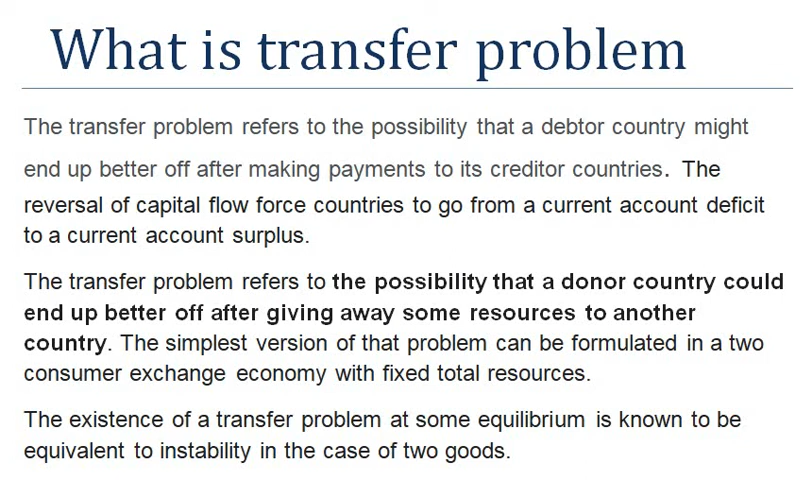 What is transfer problem
The transfer problem refers to the possibility that a debtor country might
end up better off after making payments to its creditor countries. The
reversal of capital flow force countries to go from a current account deficit
to a current account surplus.
The transfer problem refers to the possibility that a donor country could
end up better off after giving away some resources to another
country. The simplest version of that problem can be formulated in a two
consumer exchange economy with fixed total resources.
The existence of a transfer problem at some equilibrium is known to be
equivalent to instability in the case of two goods.